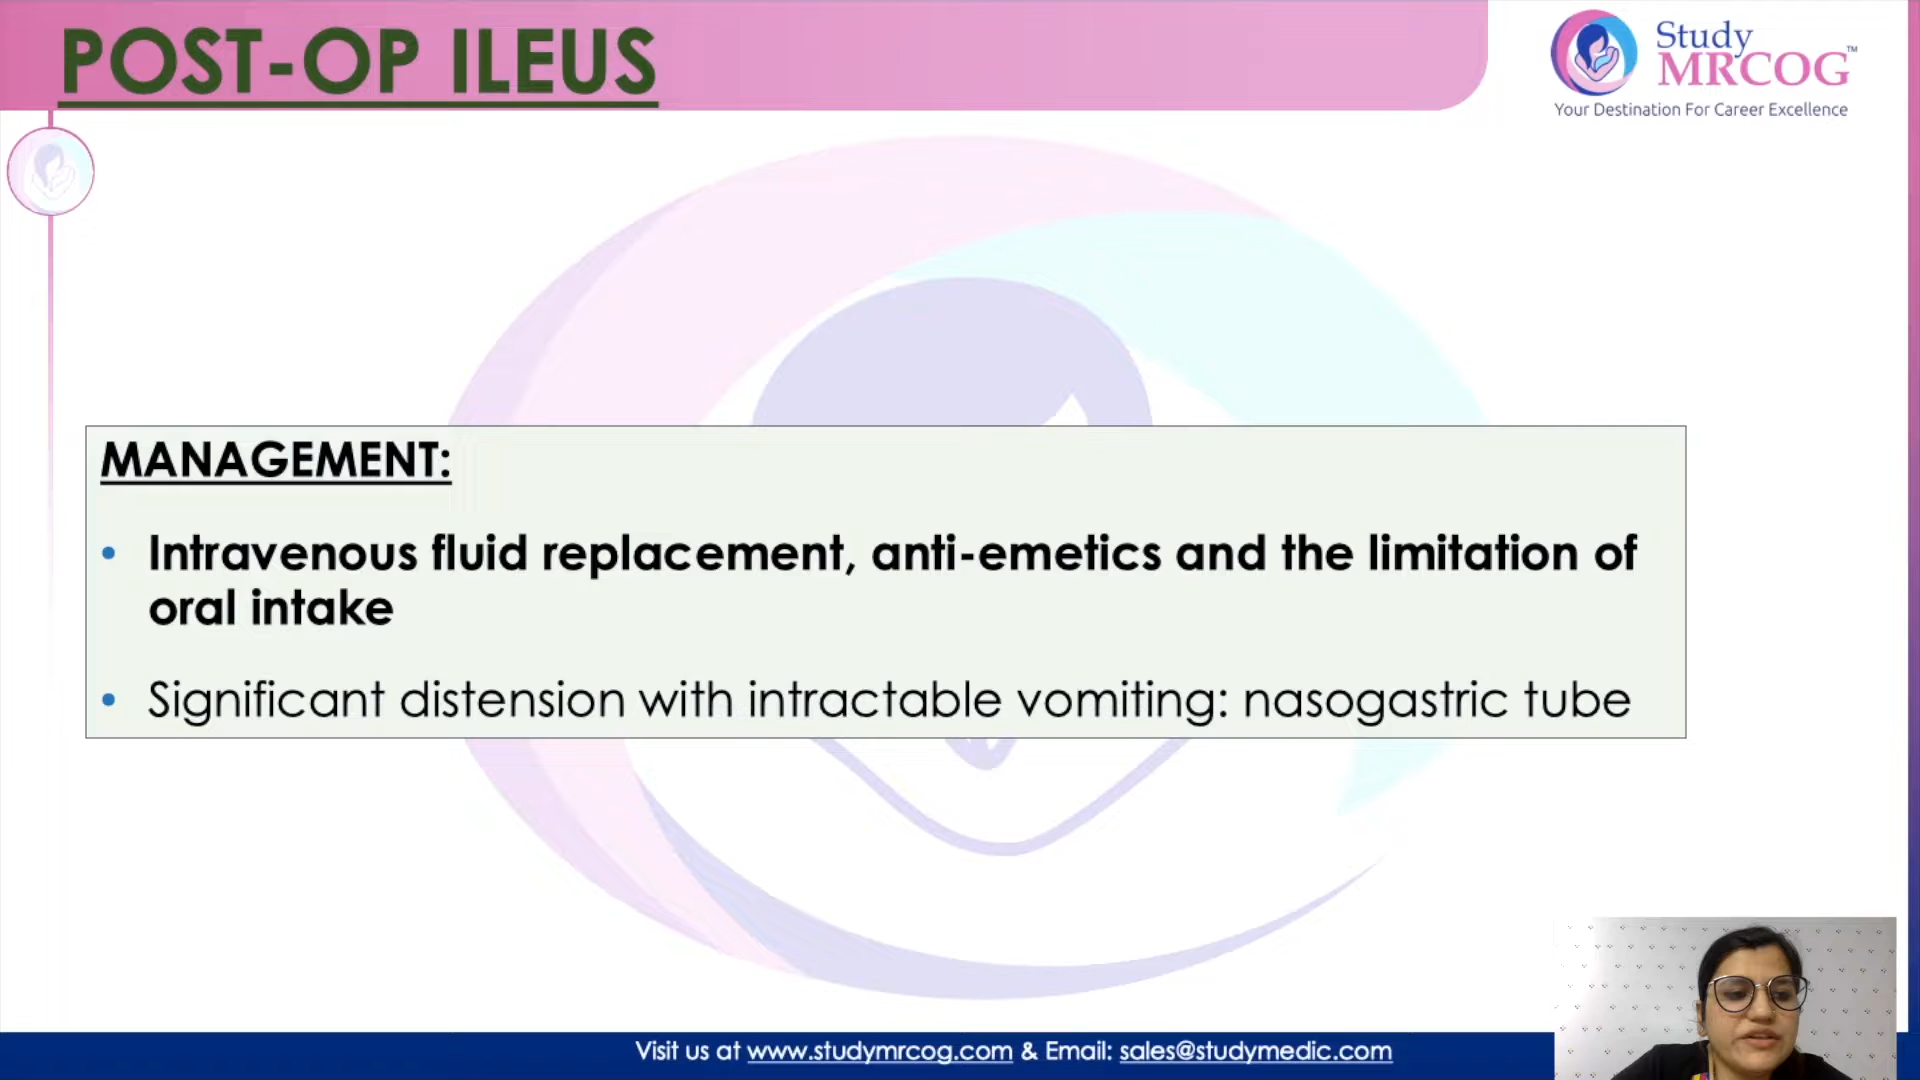 POST-OP ILEUS
Study
MRCOG™
Your Destination For Career Excellence
MANAGEMENT:
• Intravenous fluid replacement, anti-emetics and the limitation of
oral intake
• Significant distension with intractable vomiting: nasogastric tube
Visit us at www.studymrcog.com & Email: sales@studymedic.com